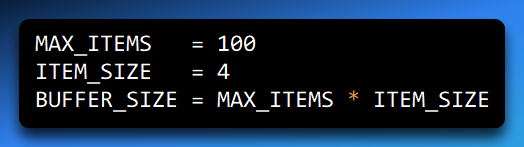 MAX_ITEMS   = 100
ITEM_SIZE   = 4
BUFFER_SIZE = MAX_ITEMS * ITEM_SIZE